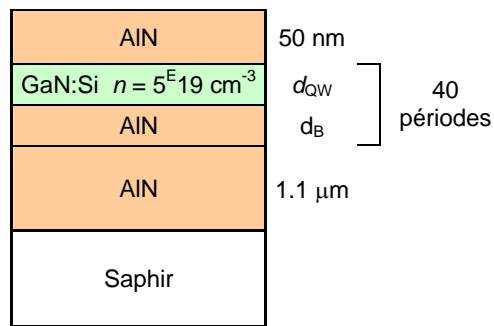 AlN 50 nm
GaN:Si n = 5ᴱ19 cm⁻³ dQW
40
périodes
AlN dB
AlN 1.1 μm
Saphir